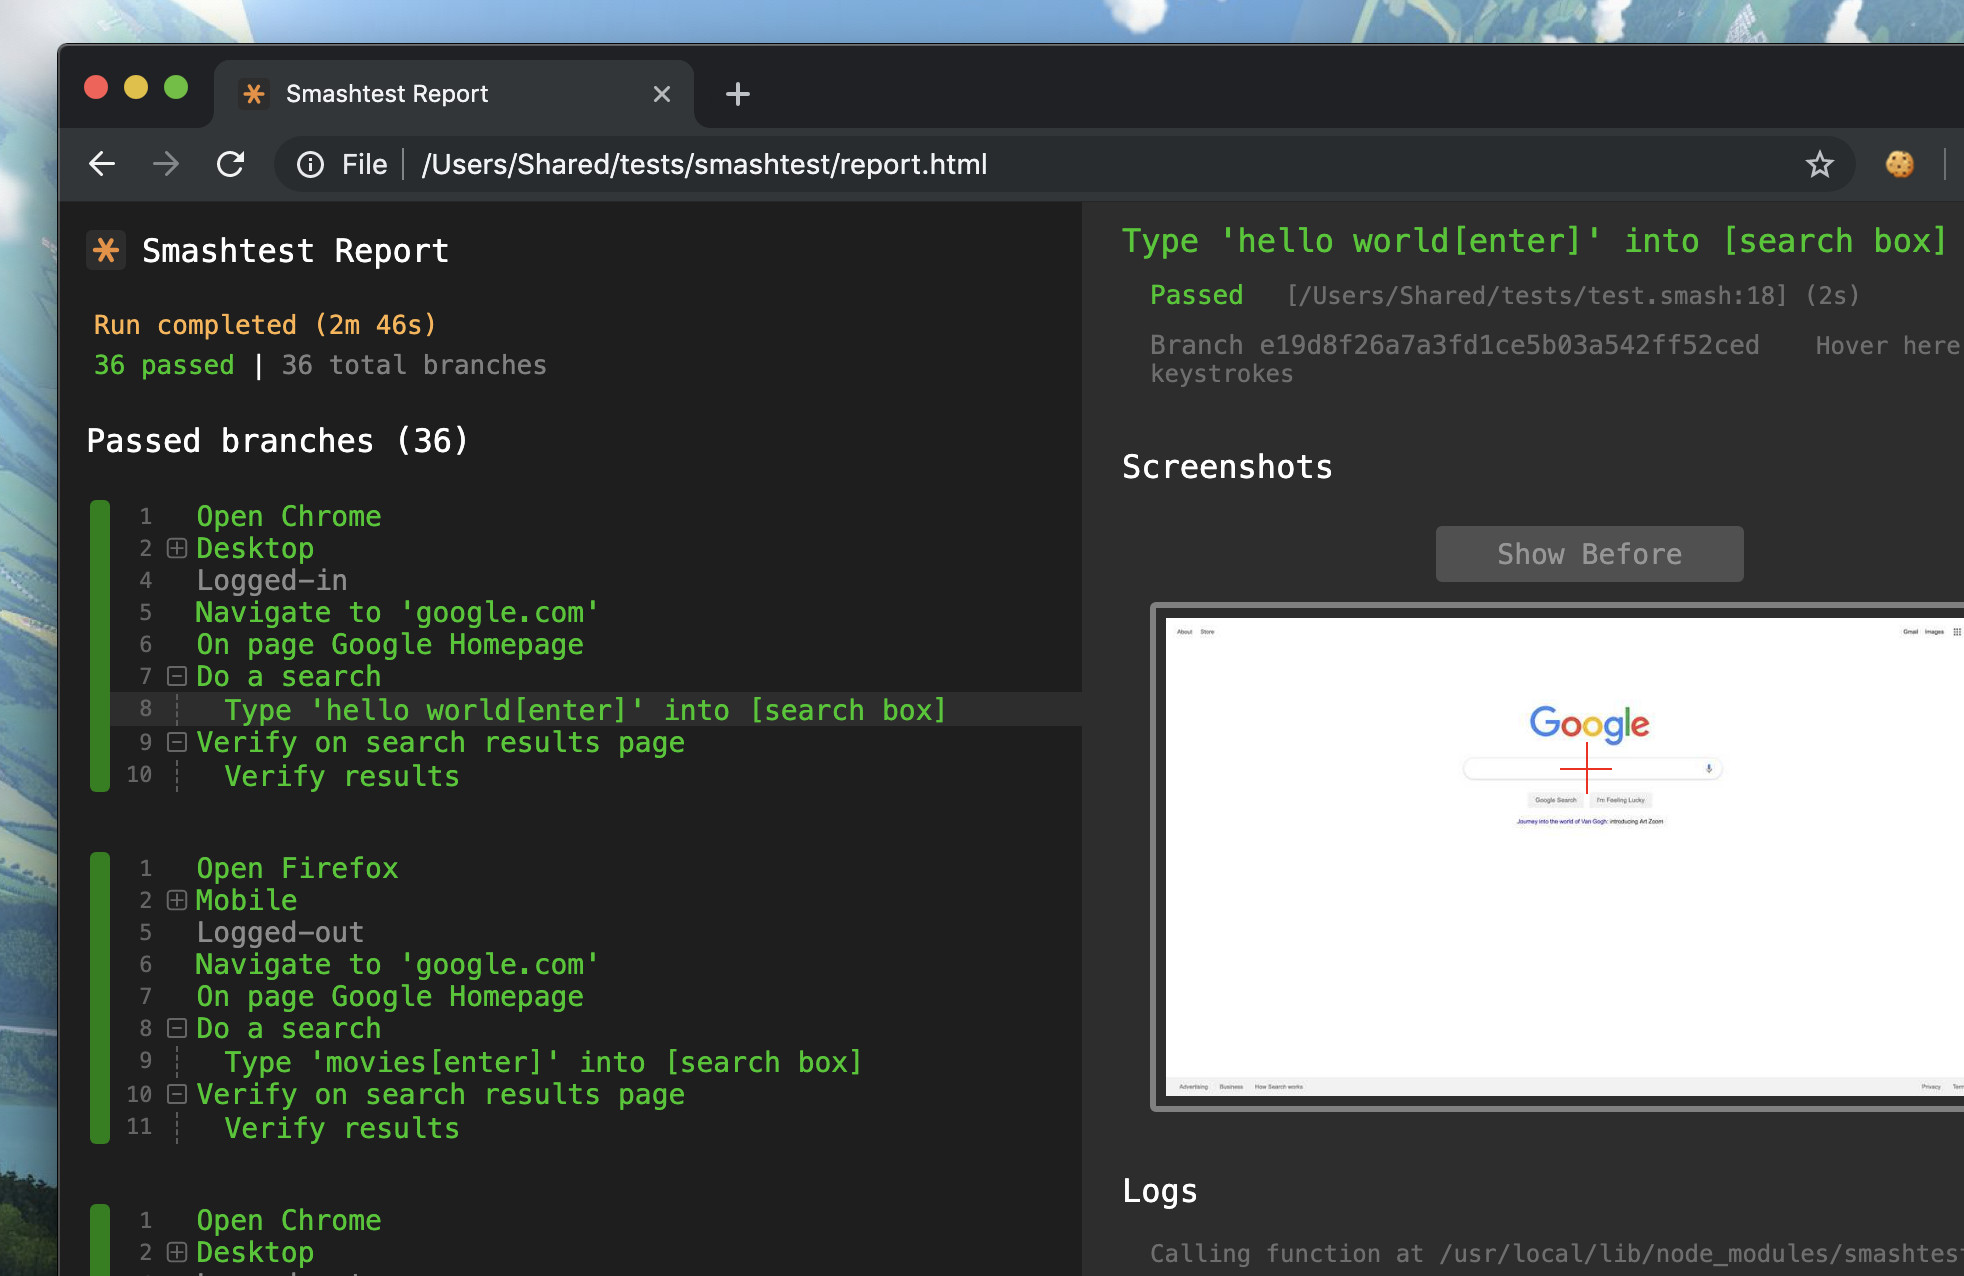 Smashtest Report
File /Users/Shared/tests/smashtest/report.html
Smashtest Report
Run completed (2m 46s)
36 passed | 36 total branches
Passed branches (36)
1 Open Chrome
2 Desktop
4 Logged-in
5 Navigate to 'google.com'
6 On page Google Homepage
7 Do a search
8 Type 'hello world[enter]' into [search box]
9 Verify on search results page
10 Verify results
1 Open Firefox
2 Mobile
5 Logged-out
6 Navigate to 'google.com'
7 On page Google Homepage
8 Do a search
9 Type 'movies[enter]' into [search box]
10 Verify on search results page
11 Verify results
1 Open Chrome
2 Desktop
Type 'hello world[enter]' into [search box]
Passed [/Users/Shared/tests/test.smash:18] (2s)
Branch e19d8f26a7a3fd1ce5b03a542ff52ced Hover here
keystrokes
Screenshots
Show Before
About Store Gmail Images
Google
Google Search I'm Feeling Lucky
Journey into the world of Van Gogh: introducing Art Zoom
Advertising Business How Search works Privacy
Logs
Calling function at /usr/local/lib/node_modules/smashtest